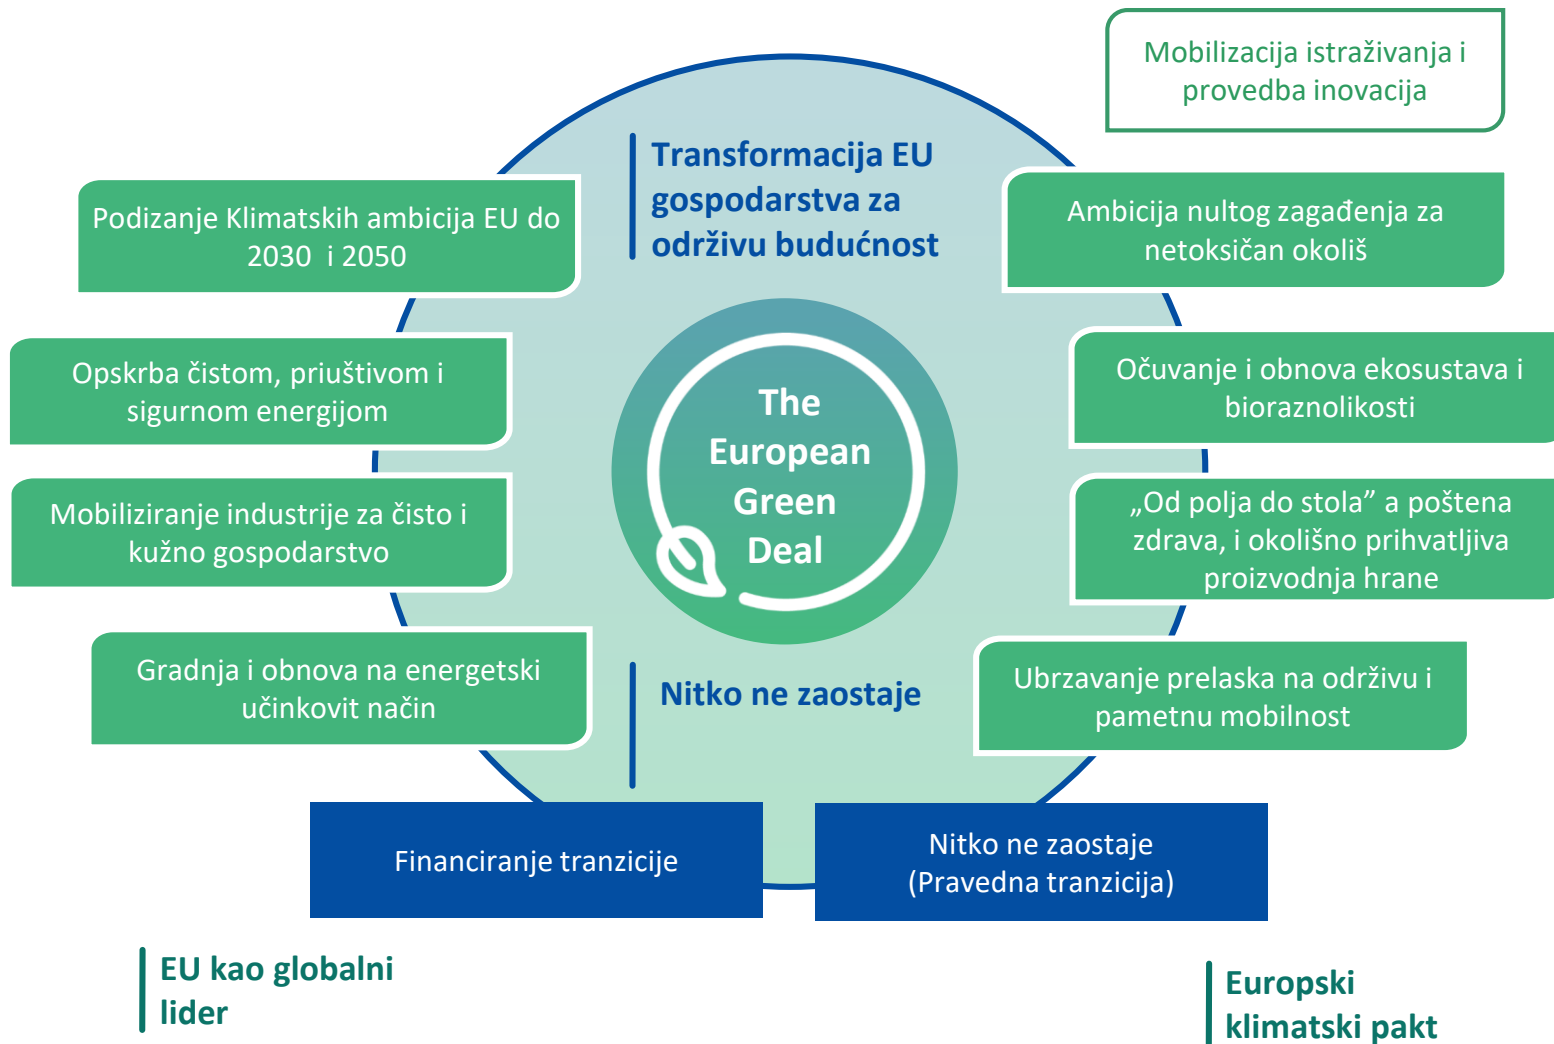 Mobilizacija istraživanja i
provedba inovacija
Transformacija EU
gospodarstva za
održivu budućnost
Podizanje Klimatskih ambicija EU do
2030 i 2050
Ambicija nultog zagađenja za
netoksičan okoliš
Opskrba čistom, priuštivom i
sigurnom energijom
Očuvanje i obnova ekosustava i
bioraznolikosti
The
European
Green
Deal
Mobiliziranje industrije za čisto i
kužno gospodarstvo
„Od polja do stola” a poštena
zdrava, i okolišno prihvatljiva
proizvodnja hrane
Gradnja i obnova na energetski
učinkovit način
Nitko ne zaostaje
Ubrzavanje prelaska na održivu i
pametnu mobilnost
Financiranje tranzicije
Nitko ne zaostaje
(Pravedna tranzicija)
EU kao globalni
lider
Europski
klimatski pakt